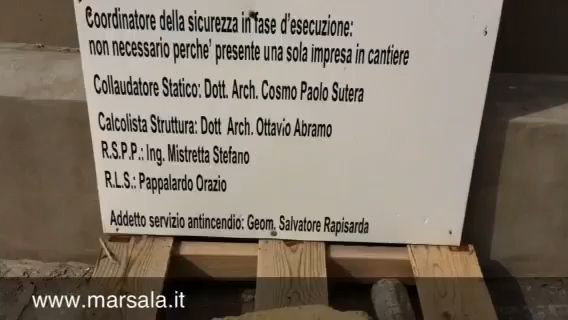 Coordinatore della sicurezza in fase d'esecuzione:
non necessario perche' presente una sola impresa in cantiere
Collaudatore Statico: Dott. Arch. Cosmo Paolo Sutera
Calcolista Struttura: Dott Arch. Ottavio Abramo
R.S.P.P.: Ing. Mistretta Stefano
R.L.S.: Pappalardo Orazio
Addetto servizio antincendio: Geom. Salvatore Rapisarda
www.marsala.it